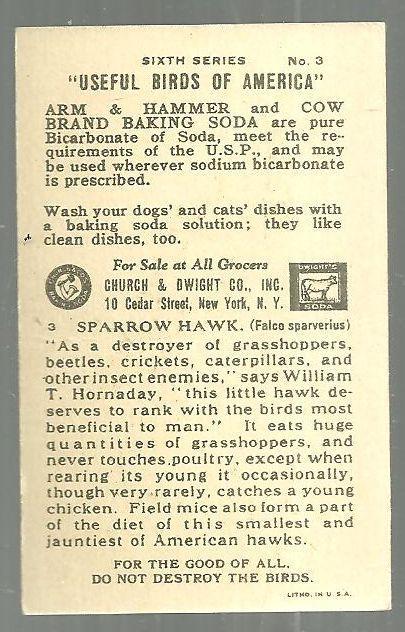 SIXTH SERIES No. 3
"USEFUL BIRDS OF AMERICA"
ARM & HAMMER and COW
BRAND BAKING SODA are pure
Bicarbonate of Soda, meet the re-
quirements of the U.S.P., and may
be used wherever sodium bicarbonate
is prescribed.
Wash your dogs' and cats' dishes with
a baking soda solution; they like
clean dishes, too.
For Sale at All Grocers
CHURCH & DWIGHT CO., INC.
10 Cedar Street, New York, N. Y.
DWIGHT'S
SODA
3 SPARROW HAWK. (Falco sparverius)
"As a destroyer of grasshoppers,
beetles, crickets, caterpillars, and
other insect enemies," says William
T. Hornaday, "this little hawk de-
serves to rank with the birds most
beneficial to man." It eats huge
quantities of grasshoppers, and
never touches poultry, except when
rearing its young it occasionally,
though very rarely, catches a young
chicken. Field mice also form a part
of the diet of this smallest and
jauntiest of American hawks.
FOR THE GOOD OF ALL.
DO NOT DESTROY THE BIRDS.
LITHO. IN U.S.A.